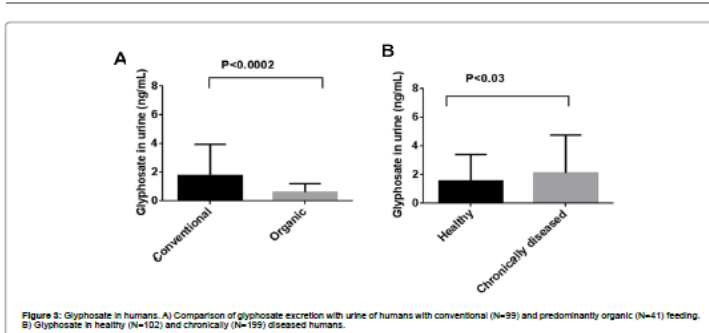 A
P<0.0002
Glyphosate in urine (ng/mL)
8
6
4
2
0
Conventional
Organic
B
P<0.03
Glyphosate in urine (ng/mL)
8
6
4
2
0
Healthy
Chronically diseased
Figure 3: Glyphosate in humans. A) Comparison of glyphosate excretion with urine of humans with conventional (N=99) and predominantly organic (N=41) feeding.
B) Glyphosate in healthy (N=102) and chronically (N=199) diseased humans.